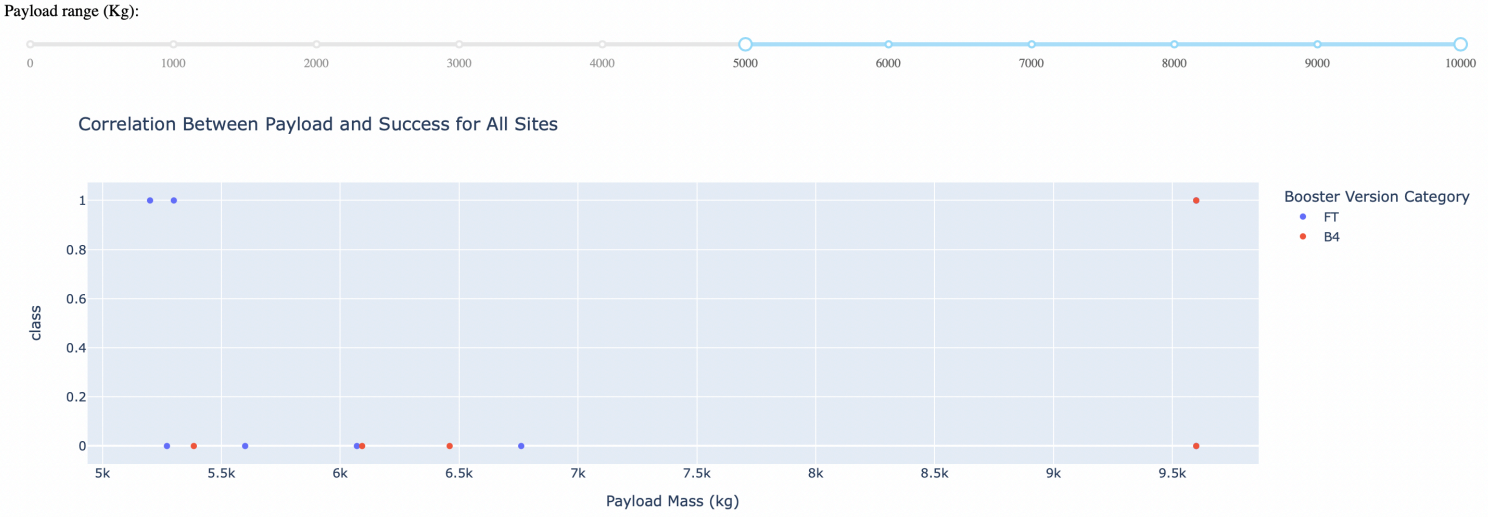 Payload range (Kg):
0 1000 2000 3000 4000 5000 6000 7000 8000 9000 10000
Correlation Between Payload and Success for All Sites
Booster Version Category
FT
B4
1
0.8
0.6
0.4
0.2
0
class
5k 5.5k 6k 6.5k 7k 7.5k 8k 8.5k 9k 9.5k
Payload Mass (kg)